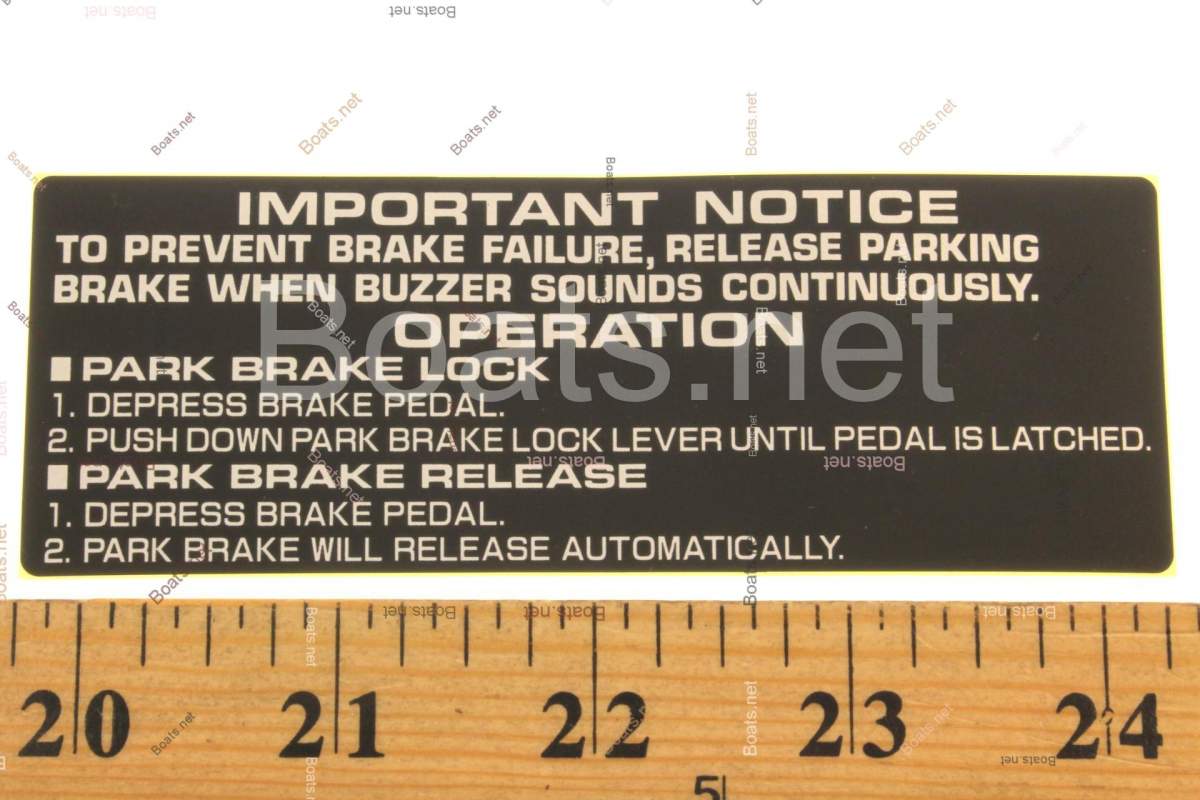 IMPORTANT NOTICE
TO PREVENT BRAKE FAILURE, RELEASE PARKING
BRAKE WHEN BUZZER SOUNDS CONTINUOUSLY.
OPERATION
■ PARK BRAKE LOCK
1. DEPRESS BRAKE PEDAL.
2. PUSH DOWN PARK BRAKE LOCK LEVER UNTIL PEDAL IS LATCHED.
■ PARK BRAKE RELEASE
1. DEPRESS BRAKE PEDAL.
2. PARK BRAKE WILL RELEASE AUTOMATICALLY.
Boats.net
20 21 22 23 24
5